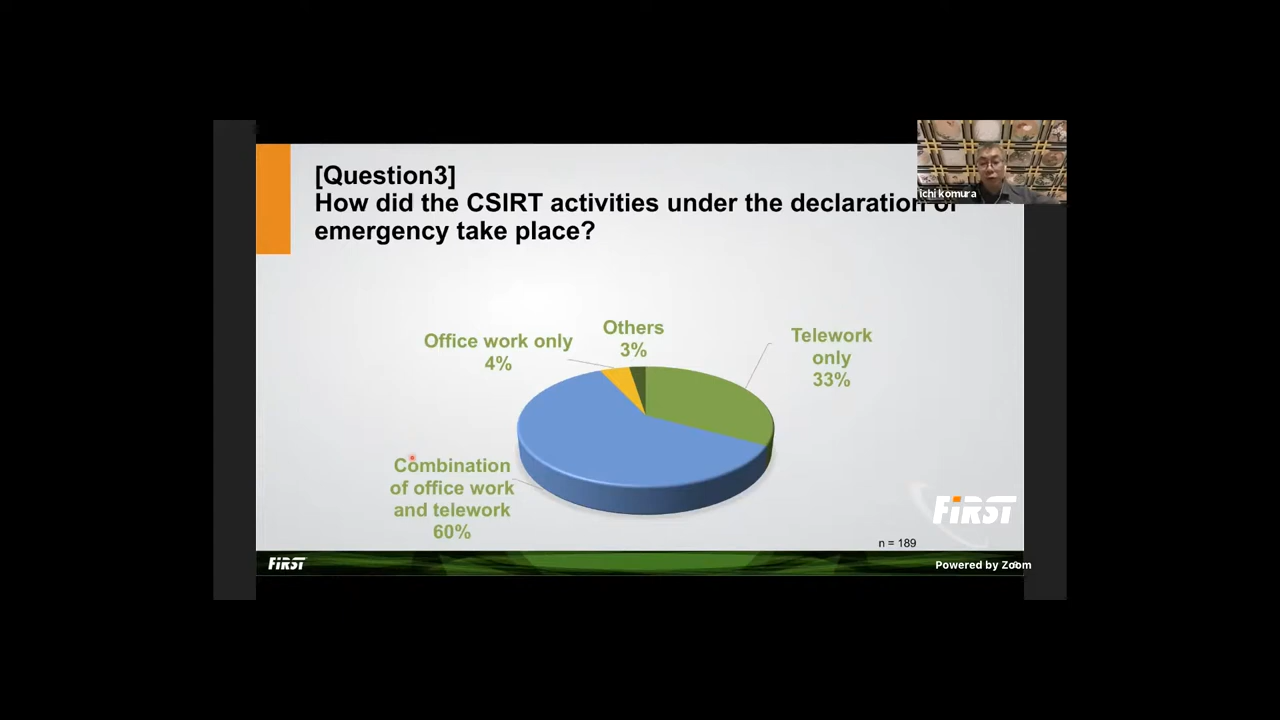 [Question3]
How did the CSIRT activities under the declaration of
emergency take place?
ichi komura
Office work only
4%
Others
3%
Telework
only
33%
Combination
of office work
and telework
60%
FiRST
n = 189
FiRST
Powered by Zoom